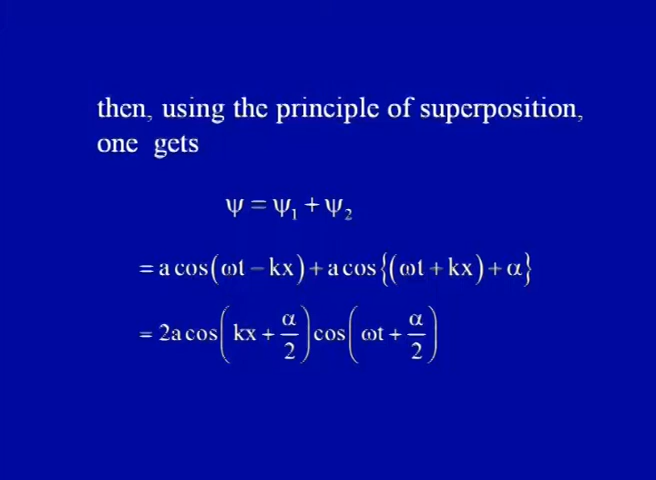 then, using the principle of superposition,
one gets
ψ = ψ₁ + ψ₂
= a cos(ωt − kx) + a cos{(ωt + kx) + α}
= 2a cos(kx + α/2) cos(ωt + α/2)